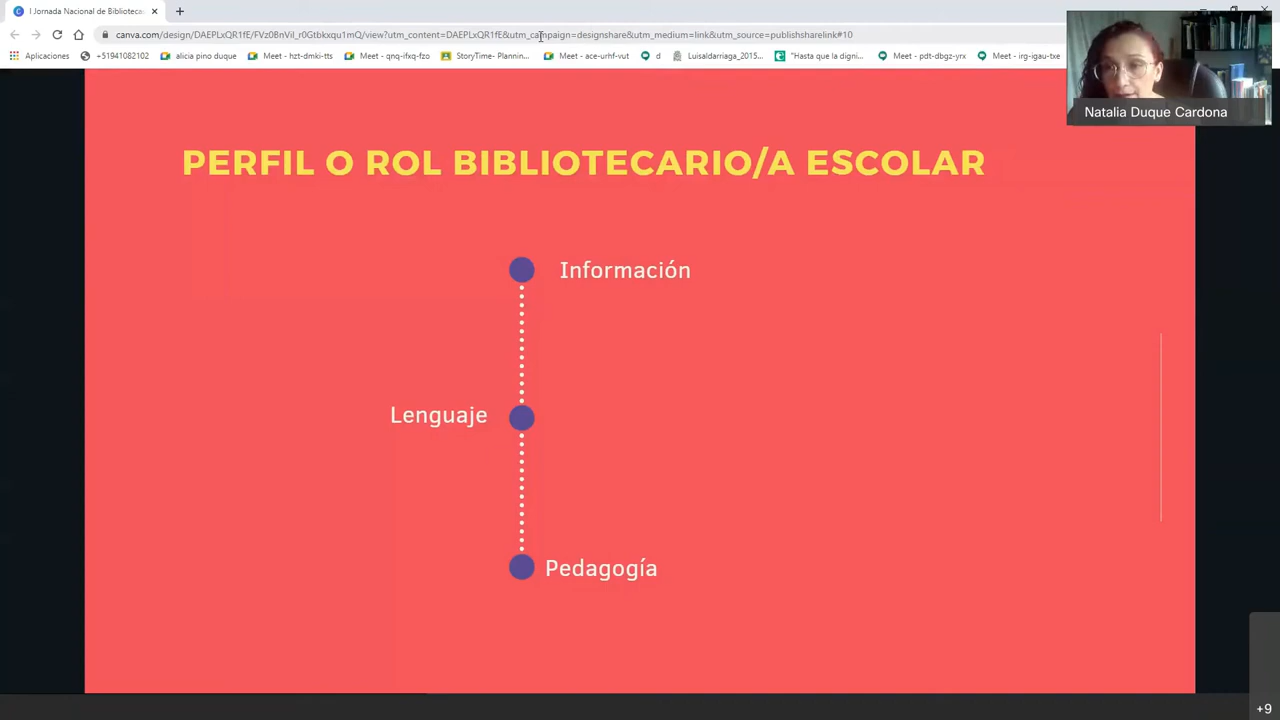 I Jornada Nacional de Biblioteca
canva.com/design/DAEPLxQR1fE/FVz0BnViI_r0Gtbkxqu1mQ/view?utm_content=DAEPLxQR1fE&utm_campaign=designshare&utm_medium=link&utm_source=publishsharelink#10
Aplicaciones +51941082102 alicia pino duque Meet - hzt-dmki-tts Meet - qnq-ifxq-fzo StoryTime- Plannin... Meet - ace-urhf-vut d Luisaldarriaga_2015... "Hasta que la digni... Meet - pdt-dbgz-yrx Meet - irg-igau-txe
Natalia Duque Cardona
PERFIL O ROL BIBLIOTECARIO/A ESCOLAR
Información
Lenguaje
Pedagogía
+9